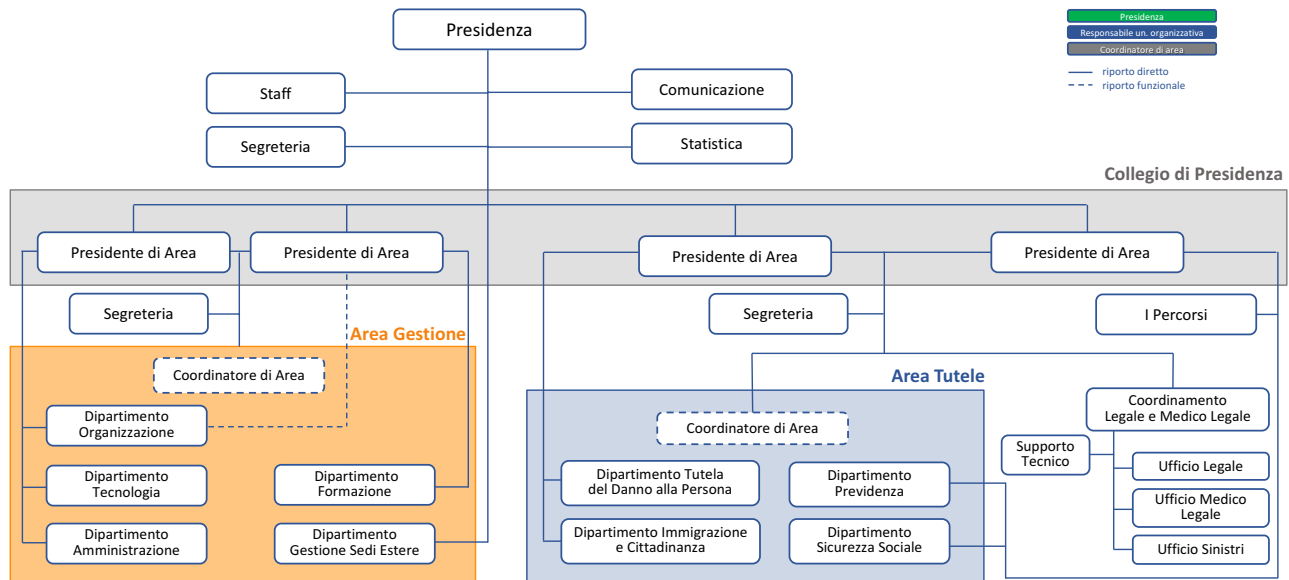 Presidenza
Presidenza
Responsabile un. organizzativa
Coordinatore di area
riporto diretto
riporto funzionale
Staff
Comunicazione
Segreteria
Statistica
Collegio di Presidenza
Presidente di Area
Presidente di Area
Presidente di Area
Presidente di Area
Segreteria
Segreteria
I Percorsi
Area Gestione
Coordinatore di Area
Dipartimento
Organizzazione
Dipartimento
Tecnologia
Dipartimento
Formazione
Dipartimento
Amministrazione
Dipartimento
Gestione Sedi Estere
Area Tutele
Coordinatore di Area
Dipartimento Tutela
del Danno alla Persona
Dipartimento
Previdenza
Dipartimento Immigrazione
e Cittadinanza
Dipartimento
Sicurezza Sociale
Coordinamento
Legale e Medico Legale
Supporto
Tecnico
Ufficio Legale
Ufficio Medico
Legale
Ufficio Sinistri